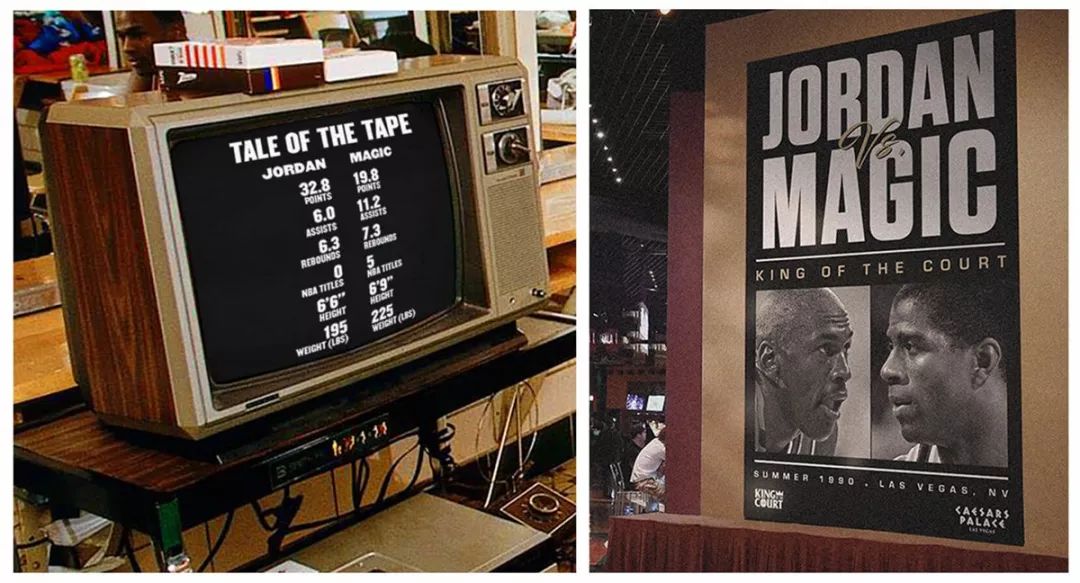 TALE OF THE TAPE
JORDAN MAGIC
32.8 19.8
POINTS POINTS
6.0 11.2
ASSISTS ASSISTS
6.3 7.3
REBOUNDS REBOUNDS
0 5
NBA TITLES NBA TITLES
6'6" 6'9"
HEIGHT HEIGHT
195 225
WEIGHT (LBS) WEIGHT (LBS)
JORDAN
Vs.
MAGIC
KING OF THE COURT
SUMMER 1990 . LAS VEGAS, NV
KING
COURT
CAESARS
PALACE
LAS VEGAS